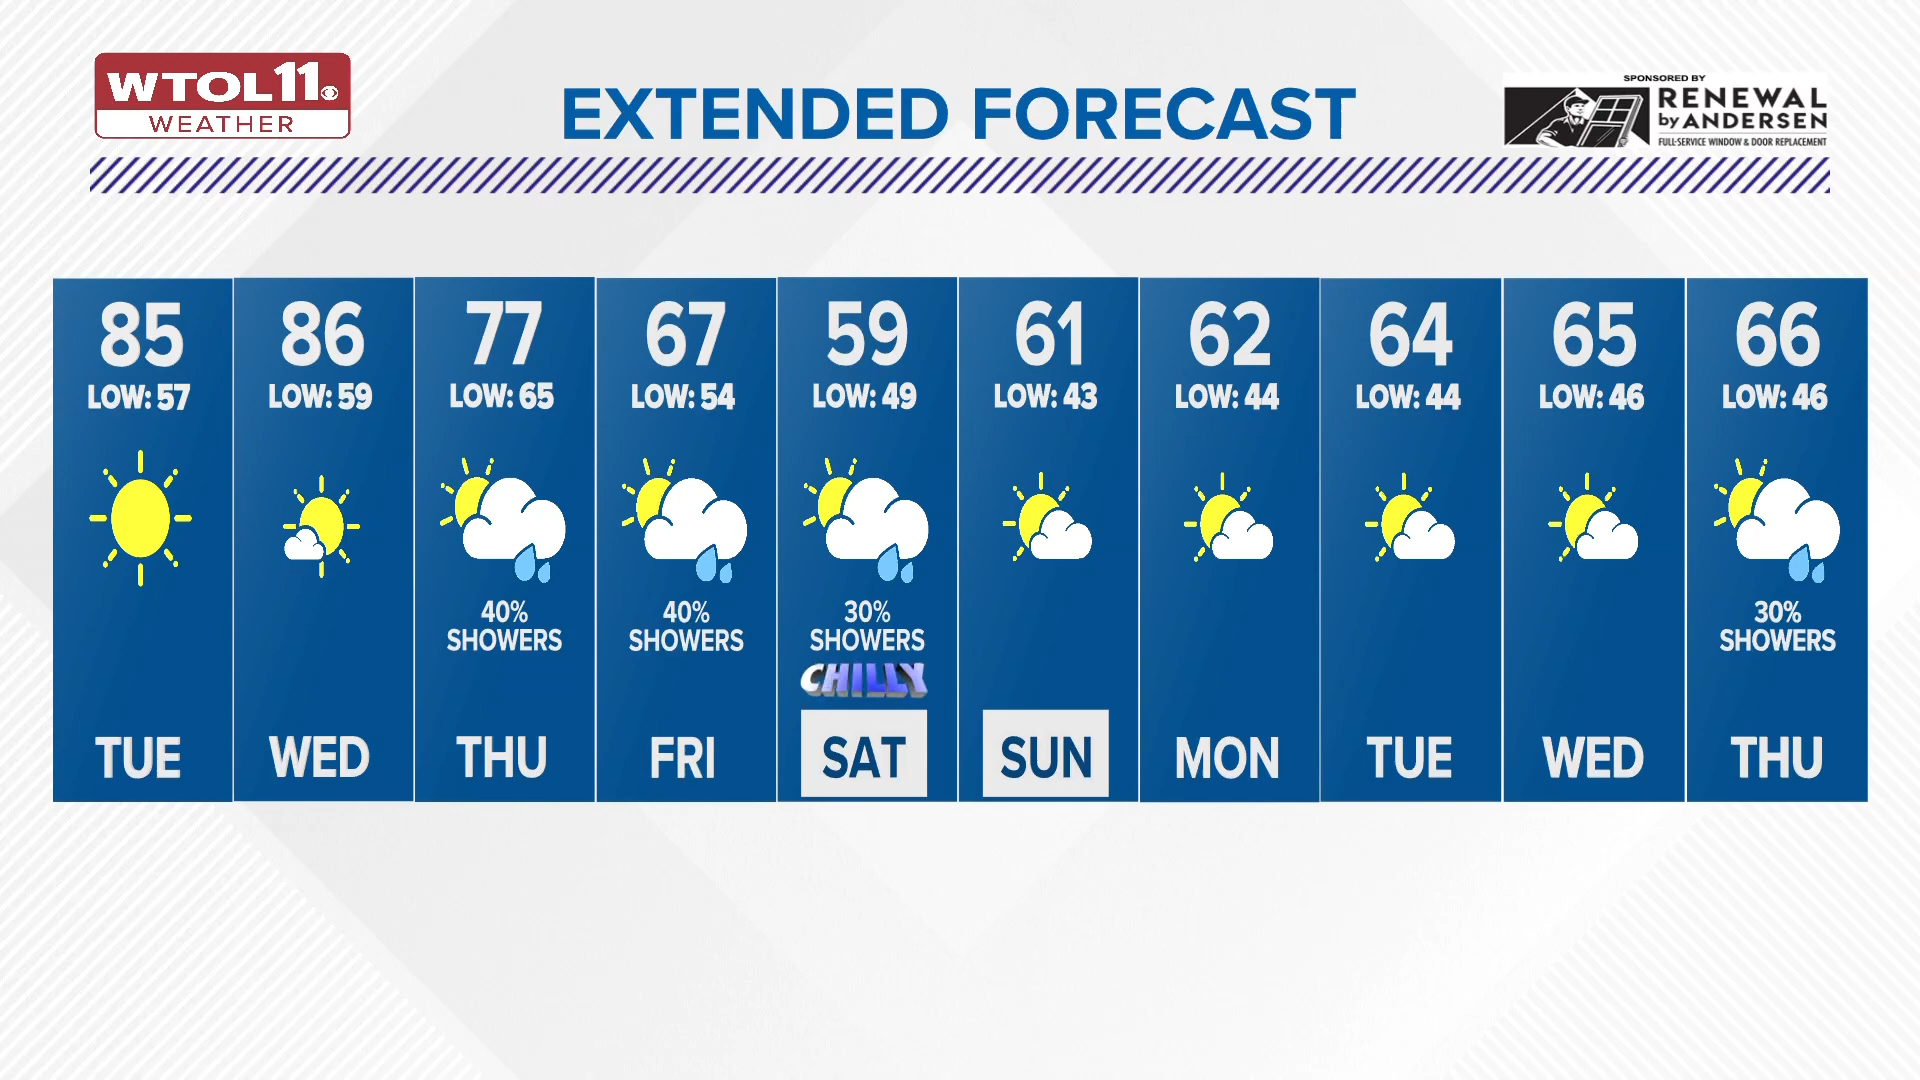 WTOL 11
WEATHER
EXTENDED FORECAST
SPONSORED BY
RENEWAL
by ANDERSEN
FULL-SERVICE WINDOW & DOOR REPLACEMENT
85
LOW: 57
TUE
86
LOW: 59
WED
77
LOW: 65
40%
SHOWERS
THU
67
LOW: 54
40%
SHOWERS
FRI
59
LOW: 49
30%
SHOWERS
CHILLY
SAT
61
LOW: 43
SUN
62
LOW: 44
MON
64
LOW: 44
TUE
65
LOW: 46
WED
66
LOW: 46
30%
SHOWERS
THU